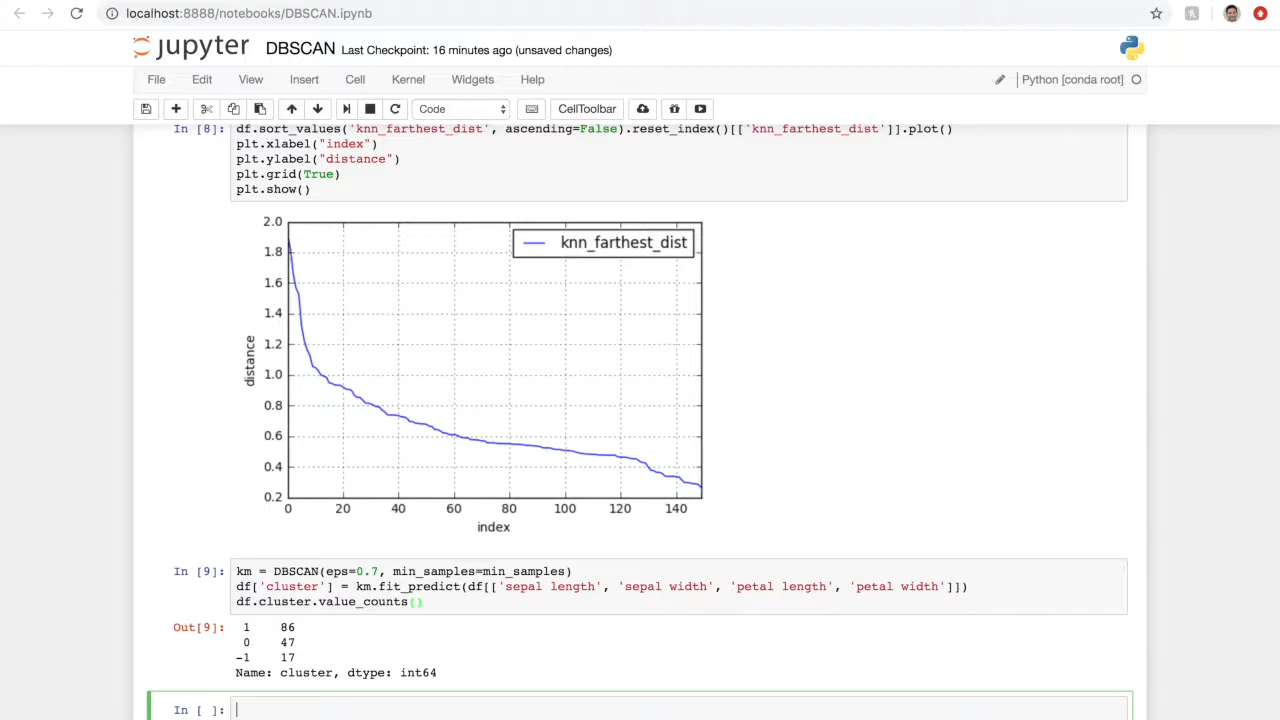 localhost:8888/notebooks/DBSCAN.ipynb
jupyter DBSCAN Last Checkpoint: 16 minutes ago (unsaved changes)
File Edit View Insert Cell Kernel Widgets Help Python [conda root]
Code CellToolbar
In [8]: df.sort_values('knn_farthest_dist', ascending=False).reset_index()[['knn_farthest_dist']].plot()
plt.xlabel("index")
plt.ylabel("distance")
plt.grid(True)
plt.show()
2.0
1.8
1.6
1.4
1.2
1.0
0.8
0.6
0.4
0.2
distance
knn_farthest_dist
0 20 40 60 80 100 120 140
index
In [9]: km = DBSCAN(eps=0.7, min_samples=min_samples)
df['cluster'] = km.fit_predict(df[['sepal length', 'sepal width', 'petal length', 'petal width']])
df.cluster.value_counts()
Out[9]: 1 86
0 47
-1 17
Name: cluster, dtype: int64
In [ ]: